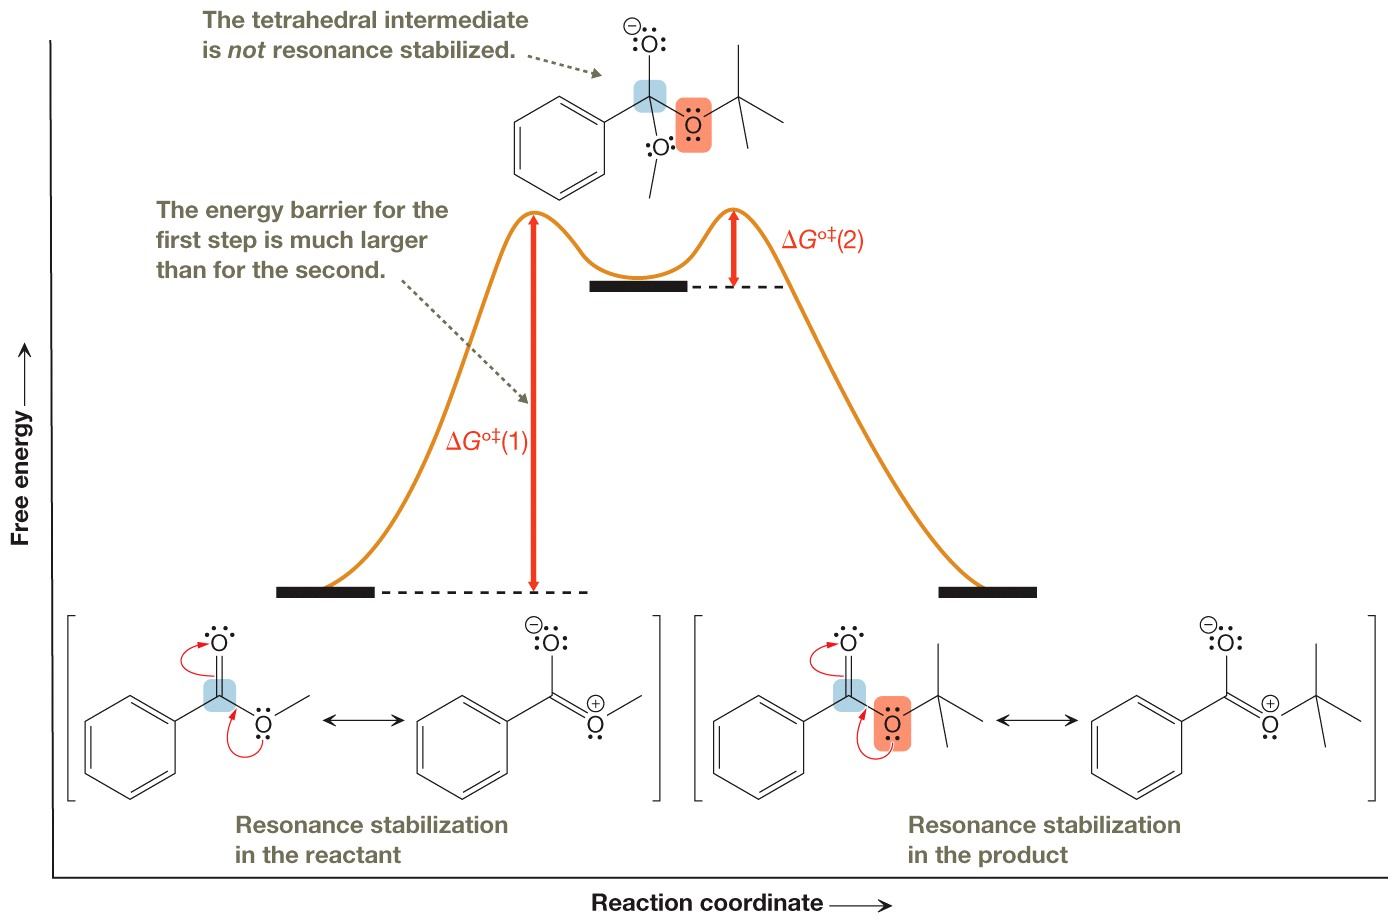 The tetrahedral intermediate
is not resonance stabilized.
⊖
O
O
O
The energy barrier for the
first step is much larger
than for the second.
ΔG°‡(2)
ΔG°‡(1)
Free energy →
O
O
⊖
O
⊕
O
O
O
⊖
O
⊕
O
Resonance stabilization
in the reactant
Resonance stabilization
in the product
Reaction coordinate →